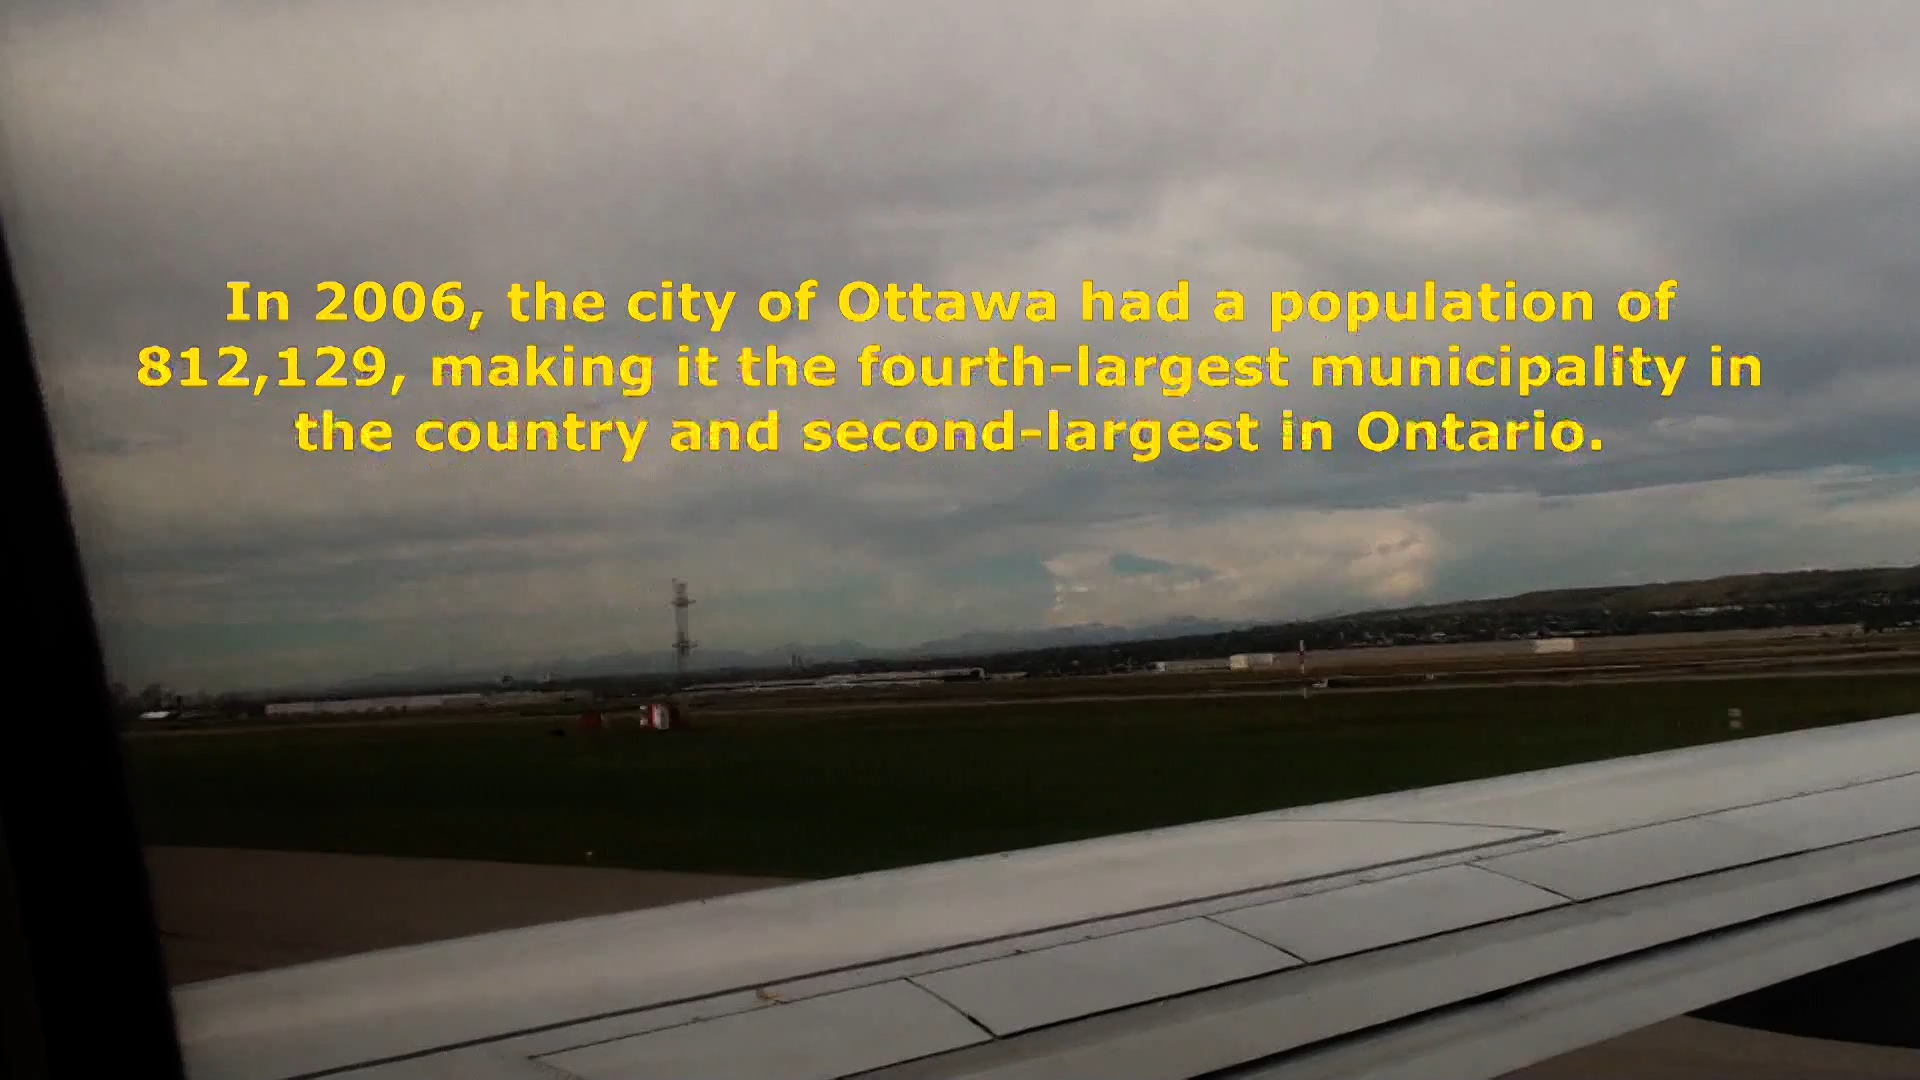 In 2006, the city of Ottawa had a population of
812,129, making it the fourth-largest municipality in
the country and second-largest in Ontario.